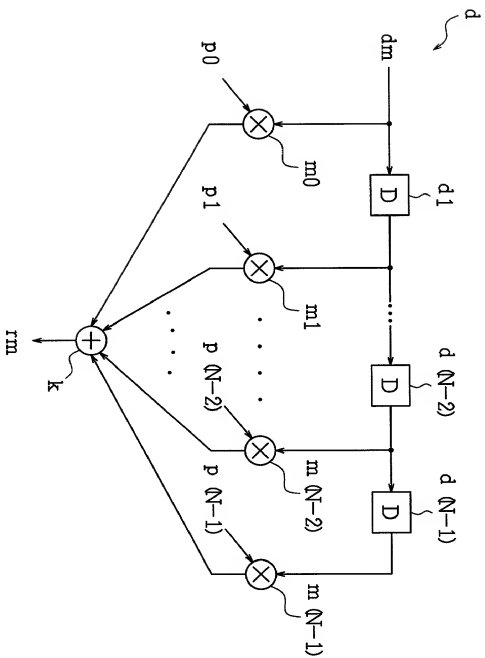 d
dm
d1
d (N-2)
d (N-1)
D
D
D
p0
m0
p1
m1
p (N-2)
m (N-2)
p (N-1)
m (N-1)
k
rm